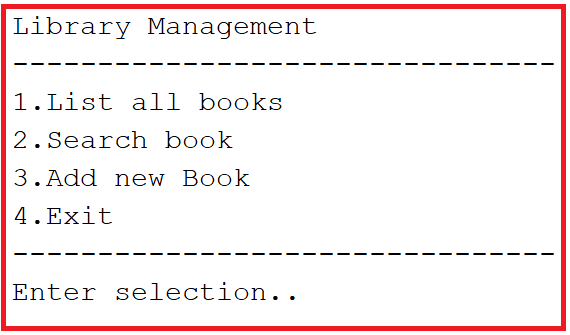 Library Management
--------------------------------
1.List all books
2.Search book
3.Add new Book
4.Exit
--------------------------------
Enter selection..